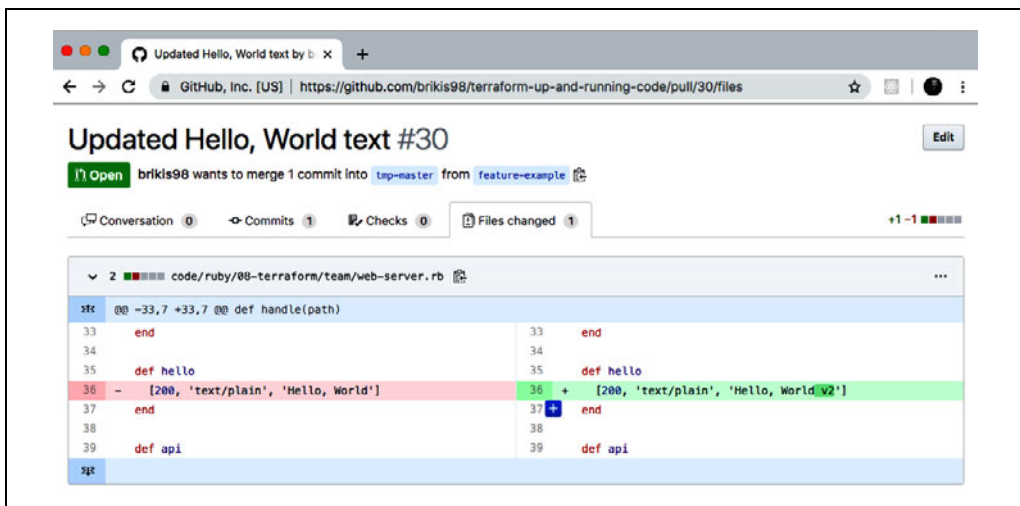 Updated Hello, World text by b
GitHub, Inc. [US] | https://github.com/brikis98/terraform-up-and-running-code/pull/30/files
Updated Hello, World text #30
Edit
Open brikis98 wants to merge 1 commit into tmp-master from feature-example
Conversation 0 Commits 1 Checks 0 Files changed 1 +1 −1
2 code/ruby/08-terraform/team/web-server.rb ...
@@ -33,7 +33,7 @@ def handle(path)
33 end 33 end
34 34
35 def hello 35 def hello
36 - [200, 'text/plain', 'Hello, World'] 36 + [200, 'text/plain', 'Hello, World v2']
37 end 37 + end
38 38
39 def api 39 def api